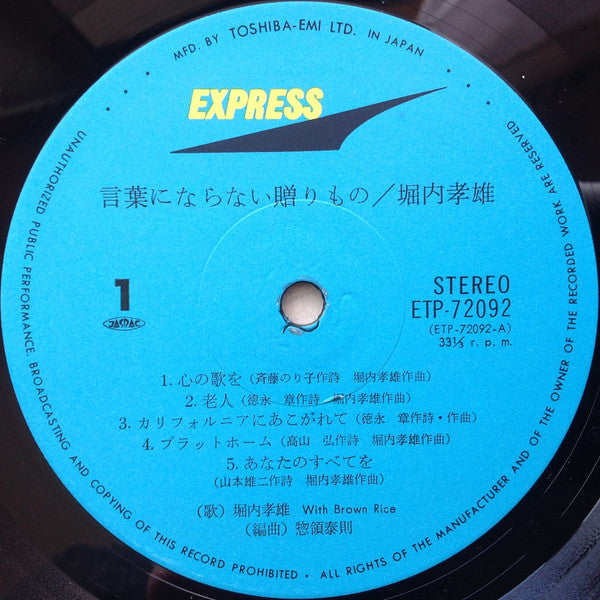 MFD. BY TOSHIBA-EMI LTD. IN JAPAN
EXPRESS
言葉にならない贈りもの/堀内孝雄
1
JASRAC
STEREO
ETP-72092
(ETP-72092-A)
33⅓ r. p. m.
1. 心の歌を (斉藤のり子作詩 堀内孝雄作曲)
2. 老人 (徳永 章作詩 堀内孝雄作曲)
3. カリフォルニアにあこがれて (徳永 章作詩・作曲)
4. プラットホーム (高山 弘作詩 堀内孝雄作曲)
5. あなたのすべてを
(山本雄二作詩 堀内孝雄作曲)
(歌) 堀内孝雄 With Brown Rice
(編曲) 惣領泰則
UNAUTHORIZED PUBLIC PERFORMANCE, BROADCASTING AND COPYING OF THIS RECORD PROHIBITED • ALL RIGHTS OF THE MANUFACTURER AND OF THE OWNER OF THE RECORDED WORK ARE RESERVED